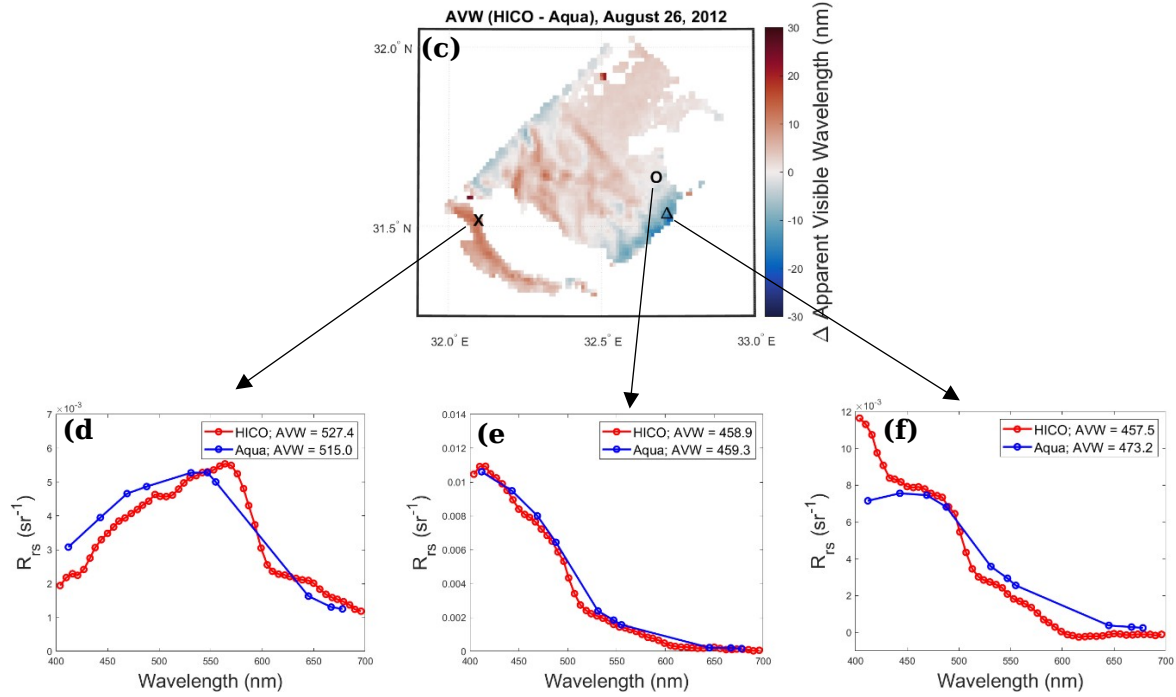 AVW (HICO - Aqua), August 26, 2012
(c)
32.0° N
31.5° N
32.0° E
32.5° E
33.0° E
X
O
Δ
30
20
10
0
-10
-20
-30
Δ Apparent Visible Wavelength (nm)
(d)
×10⁻³
HICO; AVW = 527.4
Aqua; AVW = 515.0
7
6
5
4
3
2
1
0
Rrs (sr⁻¹)
400 450 500 550 600 650 700
Wavelength (nm)
(e)
HICO; AVW = 458.9
Aqua; AVW = 459.3
0.014
0.012
0.01
0.008
0.006
0.004
0.002
0
Rrs (sr⁻¹)
400 450 500 550 600 650 700
Wavelength (nm)
(f)
×10⁻³
HICO; AVW = 457.5
Aqua; AVW = 473.2
12
10
8
6
4
2
0
Rrs (sr⁻¹)
400 450 500 550 600 650 700
Wavelength (nm)